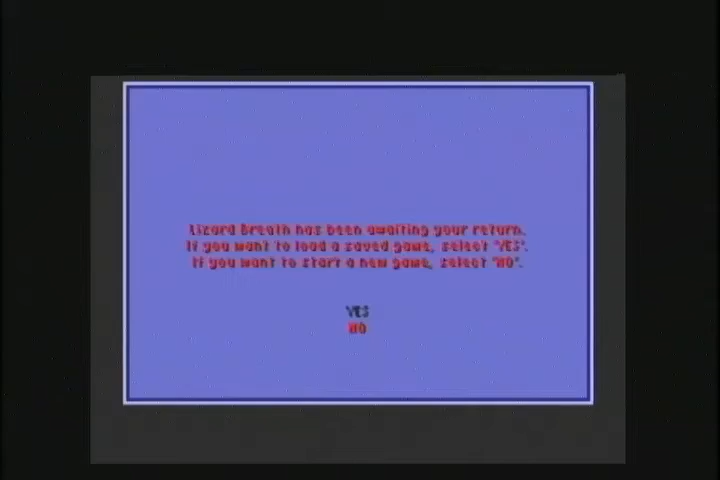 Lizard Breath has been awaiting your return.
If you want to load a saved game, select "YES".
If you want to start a new game, select "NO".
YES
NO